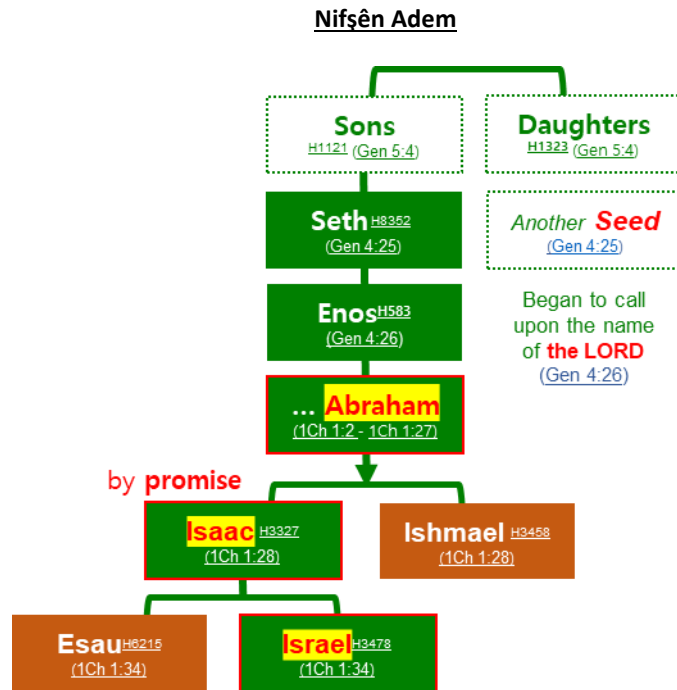 Nifşên Adem
Sons
H1121 (Gen 5:4)
Daughters
H1323 (Gen 5:4)
Seth H8352
(Gen 4:25)
Another Seed
(Gen 4:25)
Enos H583
(Gen 4:26)
Began to call
upon the name
of the LORD
(Gen 4:26)
... Abraham
(1Ch 1:2 - 1Ch 1:27)
by promise
Isaac H3327
(1Ch 1:28)
Ishmael H3458
(1Ch 1:28)
Esau H6215
(1Ch 1:34)
Israel H3478
(1Ch 1:34)